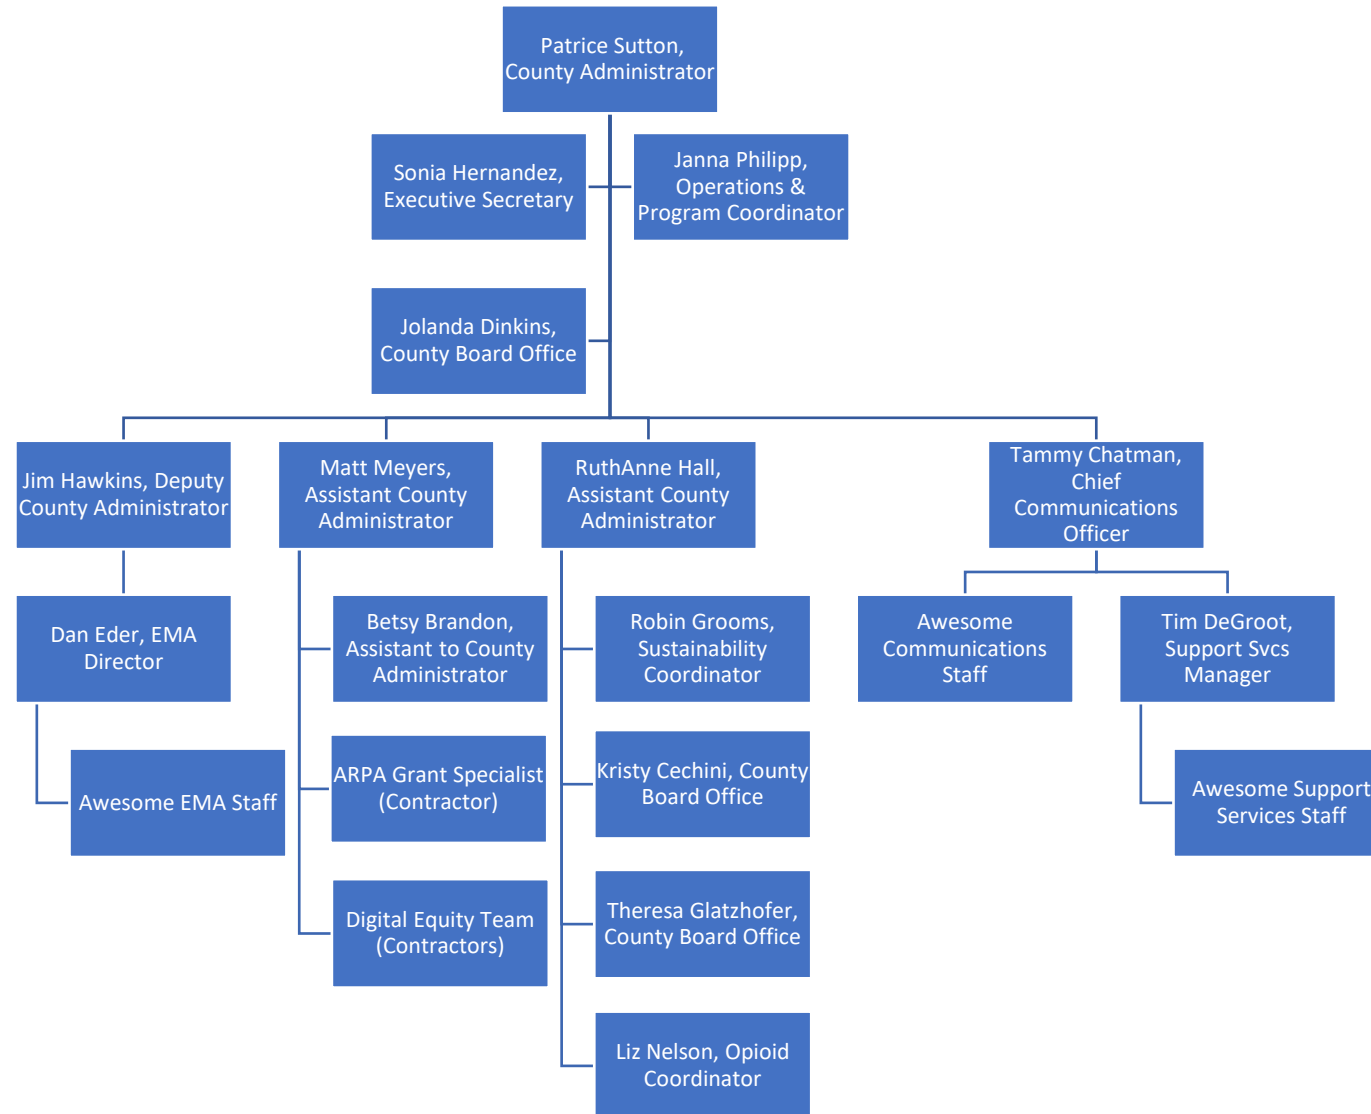 Patrice Sutton,
County Administrator
Sonia Hernandez,
Executive Secretary
Janna Philipp,
Operations &
Program Coordinator
Jolanda Dinkins,
County Board Office
Jim Hawkins, Deputy
County Administrator
Matt Meyers,
Assistant County
Administrator
RuthAnne Hall,
Assistant County
Administrator
Tammy Chatman,
Chief
Communications
Officer
Dan Eder, EMA
Director
Betsy Brandon,
Assistant to County
Administrator
Robin Grooms,
Sustainability
Coordinator
Awesome
Communications
Staff
Tim DeGroot,
Support Svcs
Manager
Awesome EMA Staff
ARPA Grant Specialist
(Contractor)
Kristy Cechini, County
Board Office
Awesome Support
Services Staff
Digital Equity Team
(Contractors)
Theresa Glatzhofer,
County Board Office
Liz Nelson, Opioid
Coordinator